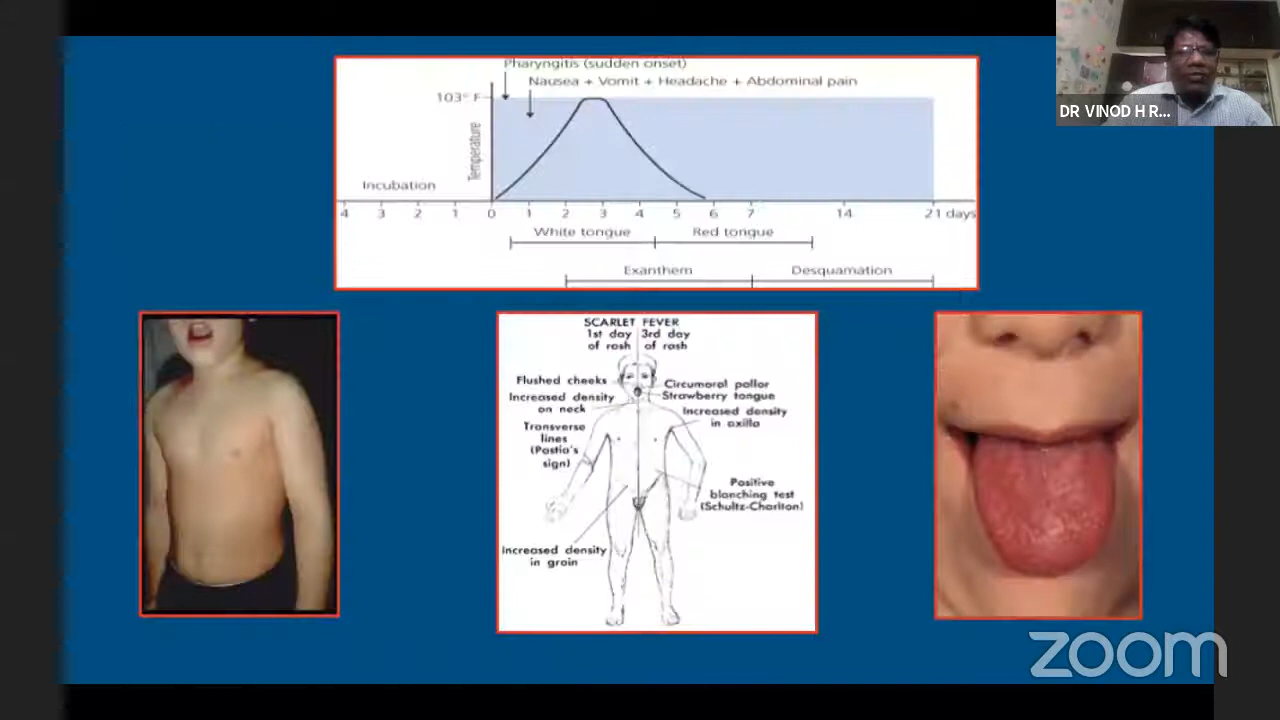 Pharyngitis (sudden onset)
Nausea + Vomit + Headache + Abdominal pain
103° F
Temperature
Incubation
4 3 2 1 0 1 2 3 4 5 6 7 14 21 days
White tongue Red tongue
Exanthem Desquamation
DR VINOD H R...
SCARLET FEVER
1st day 3rd day
of rash of rash
Flushed cheeks
Circumoral pallor
Increased density
on neck
Strawberry tongue
Increased density
in axilla
Transverse
lines
(Pastia's
sign)
Positive
blanching test
(Schultz-Charlton)
Increased density
in groin
zoom